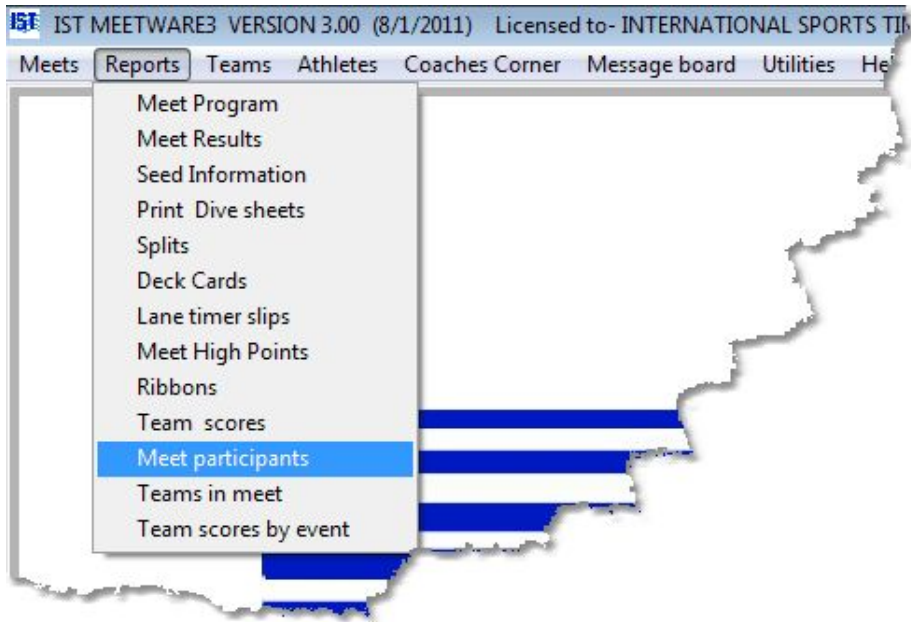 IST IST MEETWARE3 VERSION 3.00 (8/1/2011) Licensed to- INTERNATIONAL SPORTS
Meets Reports Teams Athletes Coaches Corner Message board Utilities
Meet Program
Meet Results
Seed Information
Print Dive sheets
Splits
Deck Cards
Lane timer slips
Meet High Points
Ribbons
Team scores
Meet participants
Teams in meet
Team scores by event